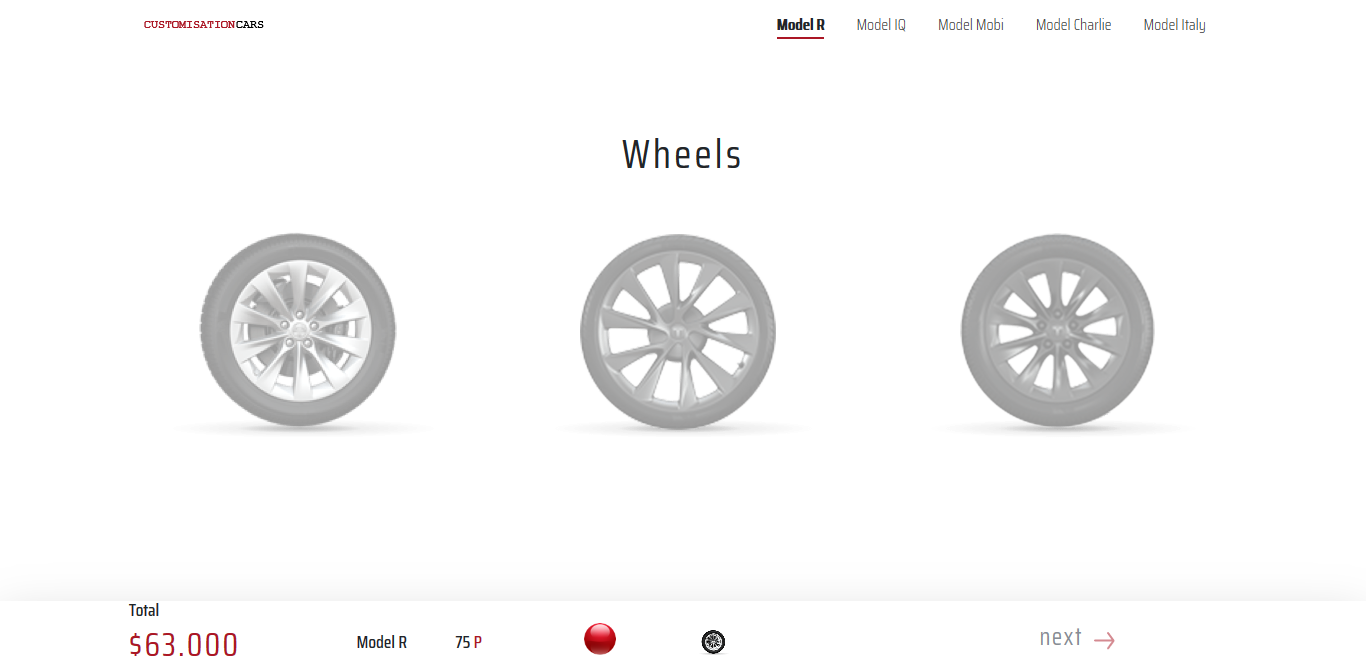 CUSTOMISATIONCARS
Model R Model IQ Model Mobi Model Charlie Model Italy
Wheels
Total
$63.000
Model R
75 P
next